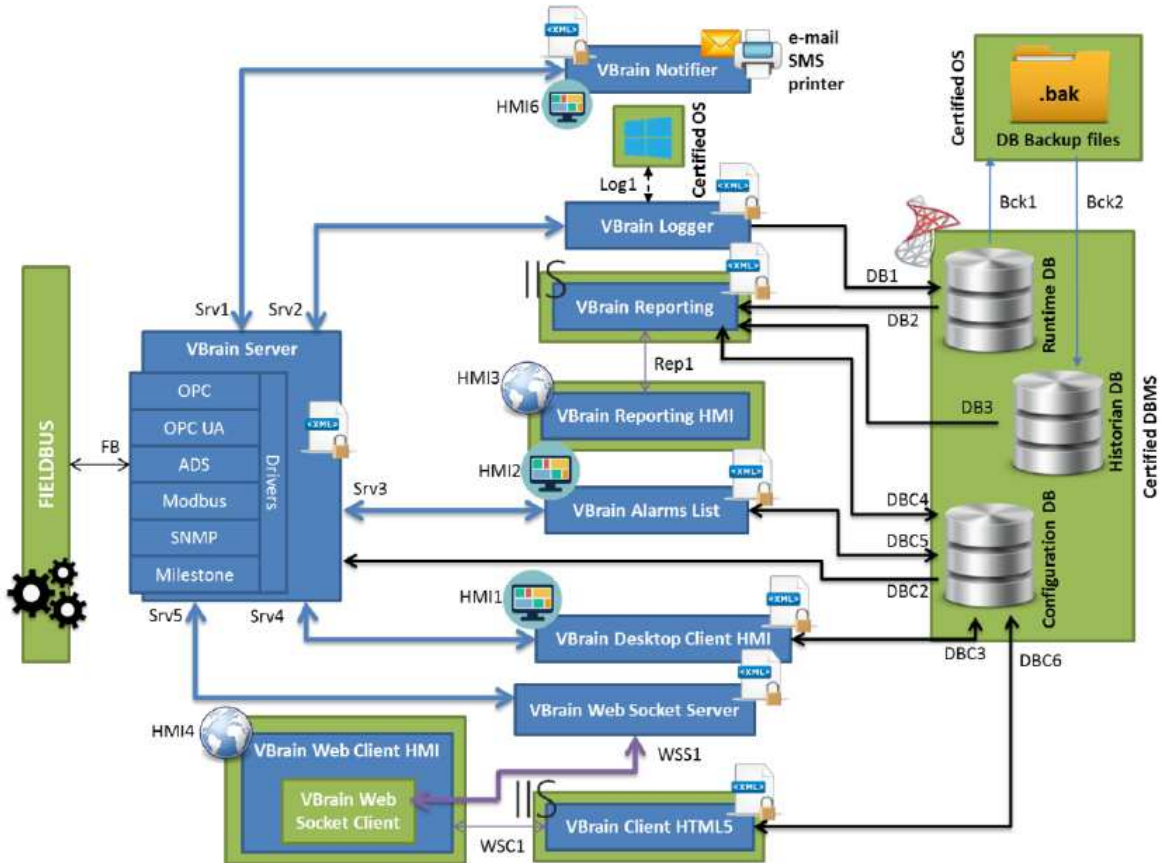 <XML>
e-mail
SMS
printer
VBrain Notifier
HMI6
Certified OS
.bak
DB Backup files
Certified OS
Log1
Bck1
Bck2
<XML>
VBrain Logger
<XML>
IIS
VBrain Reporting
DB1
DB2
Runtime DB
Srv1
Srv2
Rep1
VBrain Server
HMI3
VBrain Reporting HMI
DB3
Historian DB
Certified DBMS
FIELDBUS
FB
OPC
OPC UA
ADS
Modbus
SNMP
Milestone
Drivers
<XML>
HMI2
<XML>
Srv3
VBrain Alarms List
DBC4
DBC5
DBC2
Configuration DB
Srv5
Srv4
HMI1
<XML>
VBrain Desktop Client HMI
DBC3
DBC6
<XML>
VBrain Web Socket Server
HMI4
VBrain Web Client HMI
WSS1
VBrain Web
Socket Client
IIS
<XML>
WSC1
VBrain Client HTML5